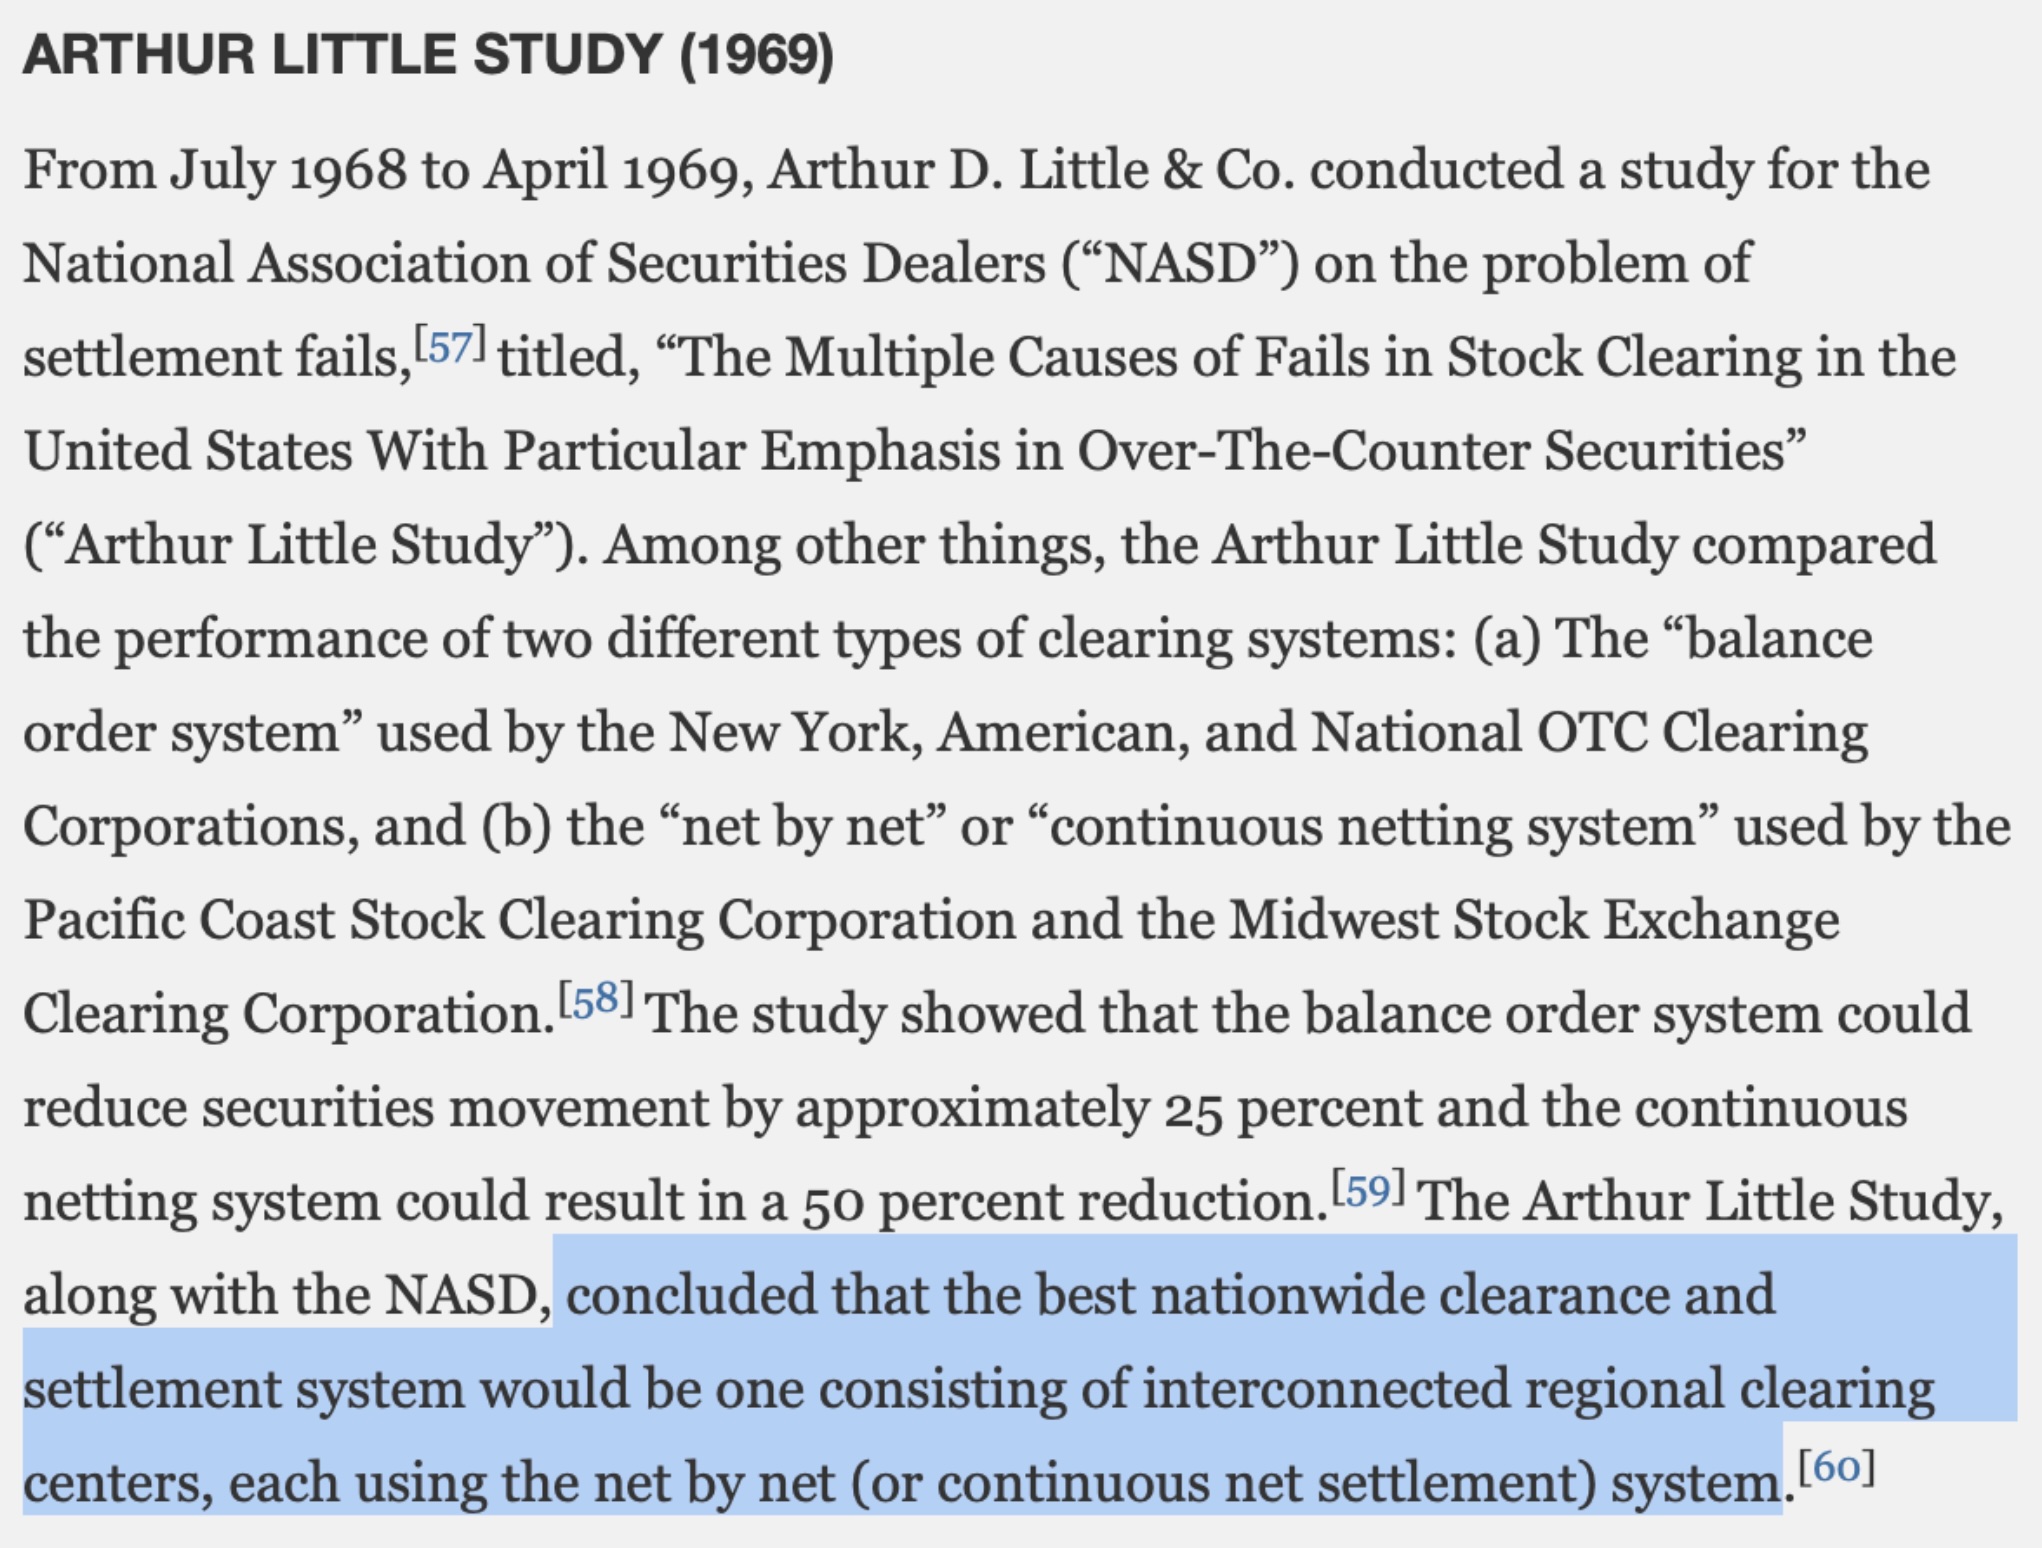 ARTHUR LITTLE STUDY (1969)
From July 1968 to April 1969, Arthur D. Little & Co. conducted a study for the
National Association of Securities Dealers (“NASD”) on the problem of
settlement fails,[57] titled, “The Multiple Causes of Fails in Stock Clearing in the
United States With Particular Emphasis in Over-The-Counter Securities”
(“Arthur Little Study”). Among other things, the Arthur Little Study compared
the performance of two different types of clearing systems: (a) The “balance
order system” used by the New York, American, and National OTC Clearing
Corporations, and (b) the “net by net” or “continuous netting system” used by the
Pacific Coast Stock Clearing Corporation and the Midwest Stock Exchange
Clearing Corporation.[58] The study showed that the balance order system could
reduce securities movement by approximately 25 percent and the continuous
netting system could result in a 50 percent reduction.[59] The Arthur Little Study,
along with the NASD, concluded that the best nationwide clearance and
settlement system would be one consisting of interconnected regional clearing
centers, each using the net by net (or continuous net settlement) system.[60]